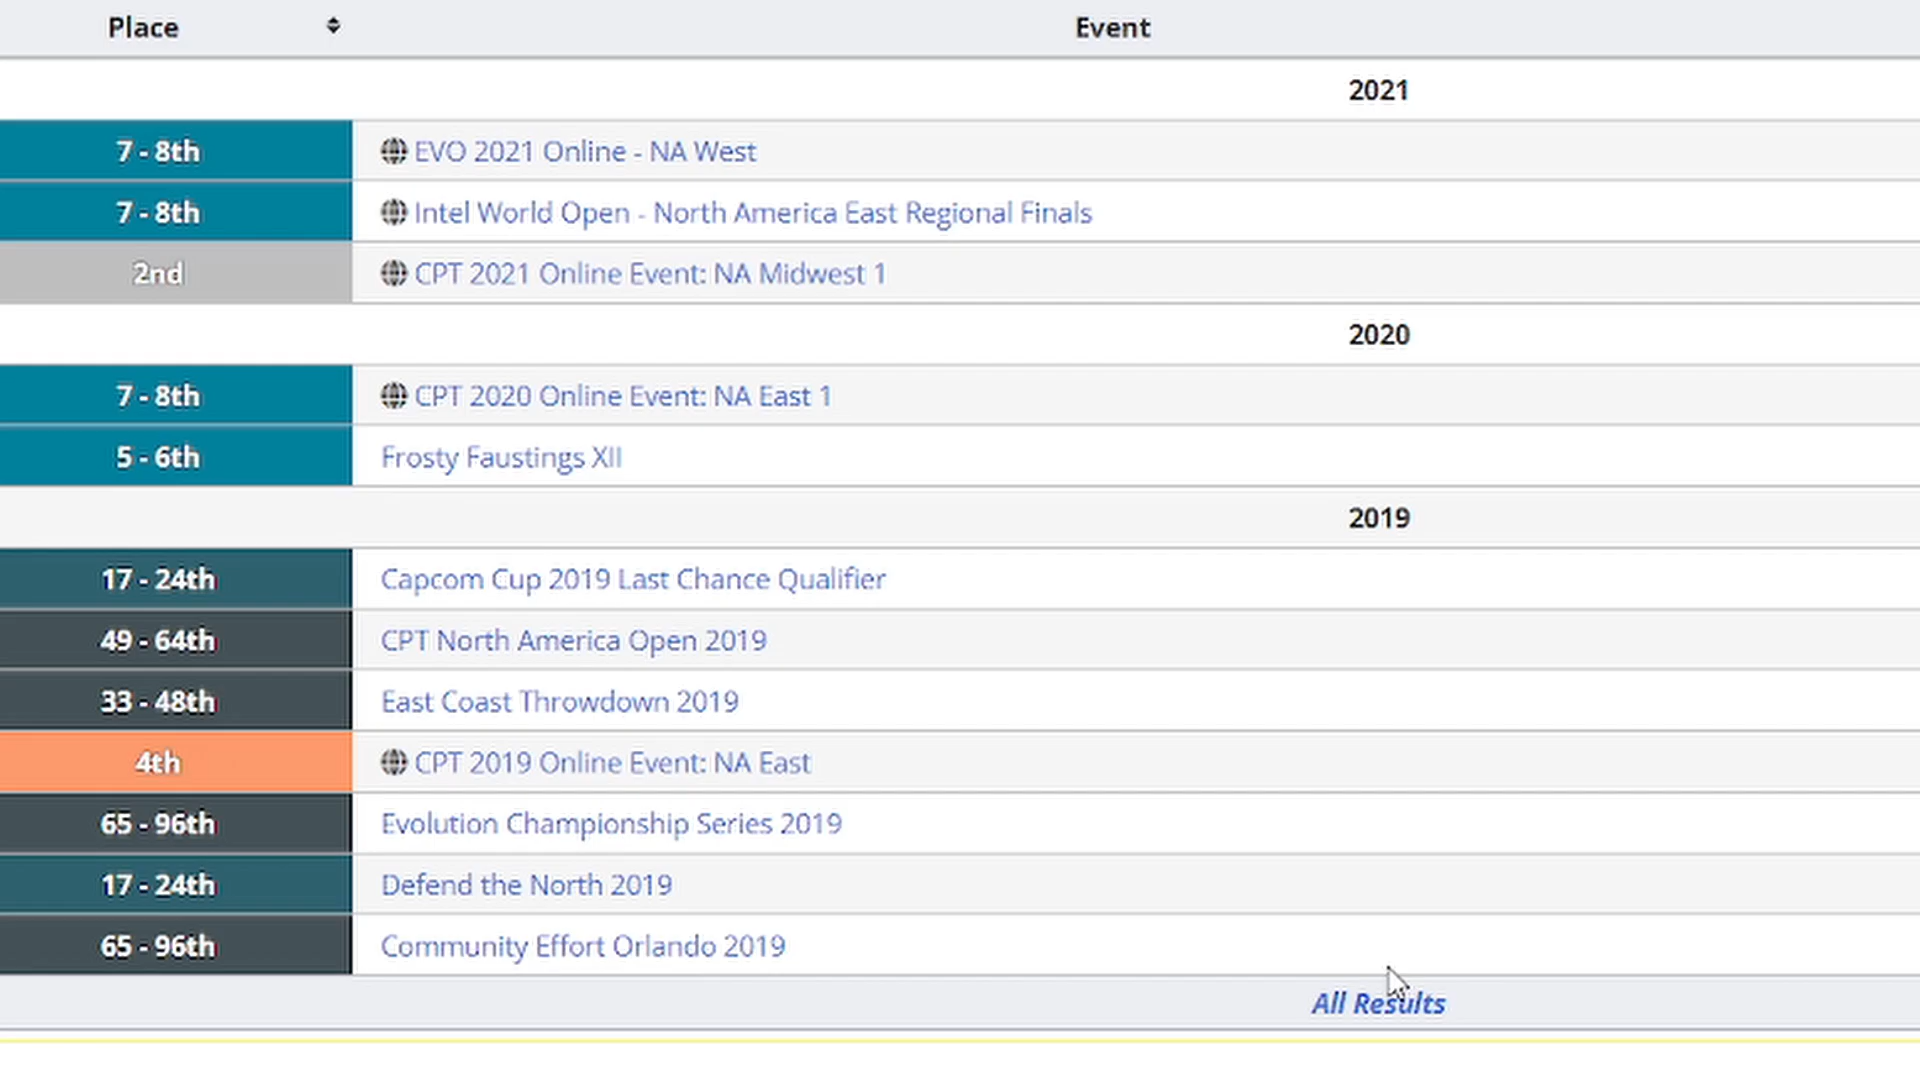 Place Event
2021
7 - 8th EVO 2021 Online - NA West
7 - 8th Intel World Open - North America East Regional Finals
2nd CPT 2021 Online Event: NA Midwest 1
2020
7 - 8th CPT 2020 Online Event: NA East 1
5 - 6th Frosty Faustings XII
2019
17 - 24th Capcom Cup 2019 Last Chance Qualifier
49 - 64th CPT North America Open 2019
33 - 48th East Coast Throwdown 2019
4th CPT 2019 Online Event: NA East
65 - 96th Evolution Championship Series 2019
17 - 24th Defend the North 2019
65 - 96th Community Effort Orlando 2019
All Results